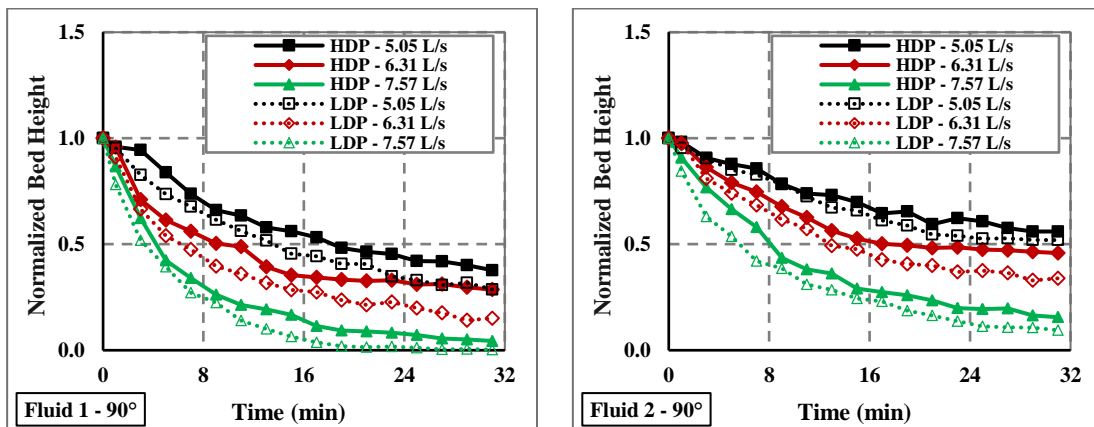 1.5
1.0
0.5
0.0
Normalized Bed Height
HDP - 5.05 L/s
HDP - 6.31 L/s
HDP - 7.57 L/s
LDP - 5.05 L/s
LDP - 6.31 L/s
LDP - 7.57 L/s
0 8 16 24 32
Time (min)
Fluid 1 - 90°
1.5
1.0
0.5
0.0
Normalized Bed Height
HDP - 5.05 L/s
HDP - 6.31 L/s
HDP - 7.57 L/s
LDP - 5.05 L/s
LDP - 6.31 L/s
LDP - 7.57 L/s
0 8 16 24 32
Time (min)
Fluid 2 - 90°